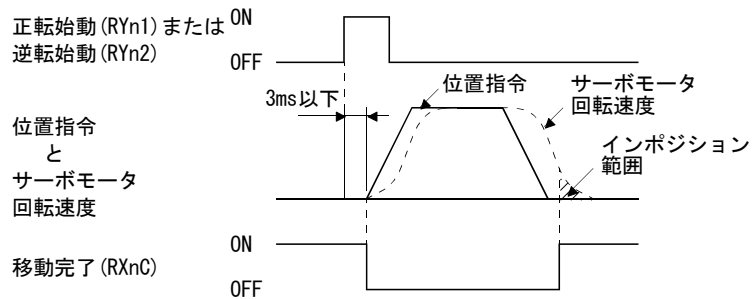 正転始動(RYn1)または
逆転始動(RYn2)
ON
OFF
3ms以下
位置指令
サーボモータ
回転速度
インポジション
範囲
位置指令
と
サーボモータ
回転速度
移動完了(RXnC)
ON
OFF